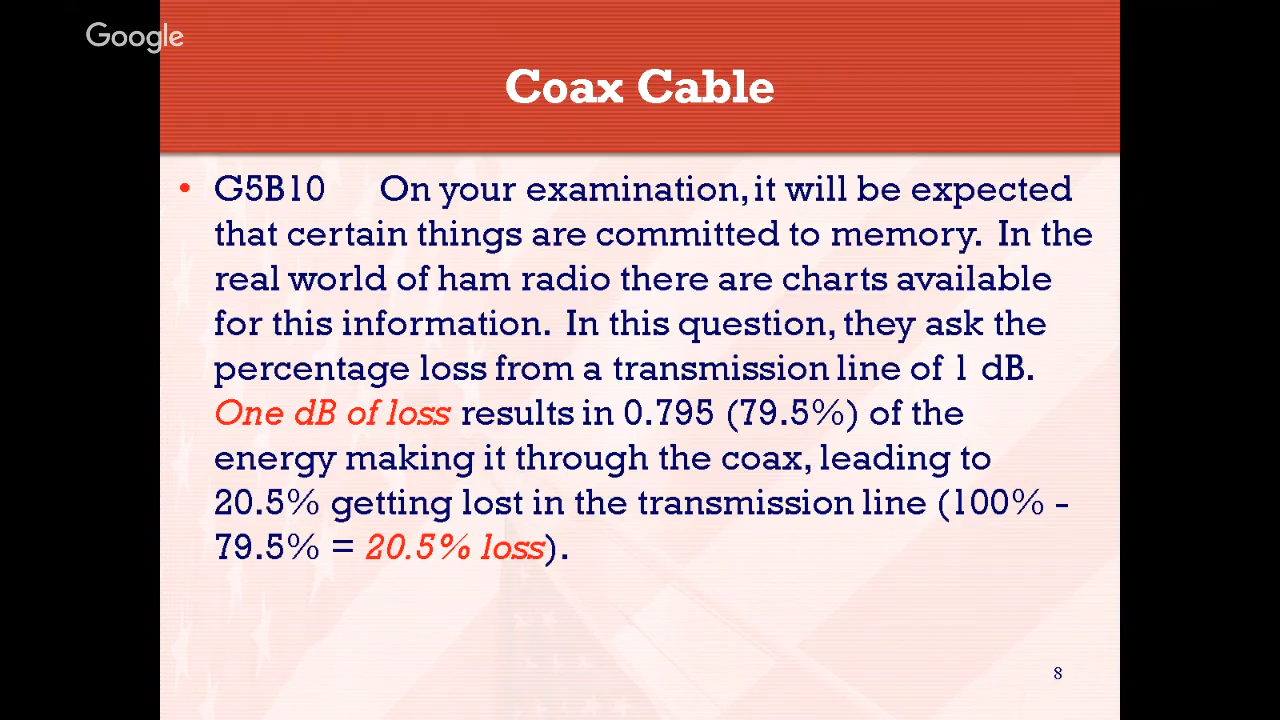 Google
Coax Cable
• G5B10 On your examination, it will be expected
that certain things are committed to memory. In the
real world of ham radio there are charts available
for this information. In this question, they ask the
percentage loss from a transmission line of 1 dB.
One dB of loss results in 0.795 (79.5%) of the
energy making it through the coax, leading to
20.5% getting lost in the transmission line (100% -
79.5% = 20.5% loss).
8